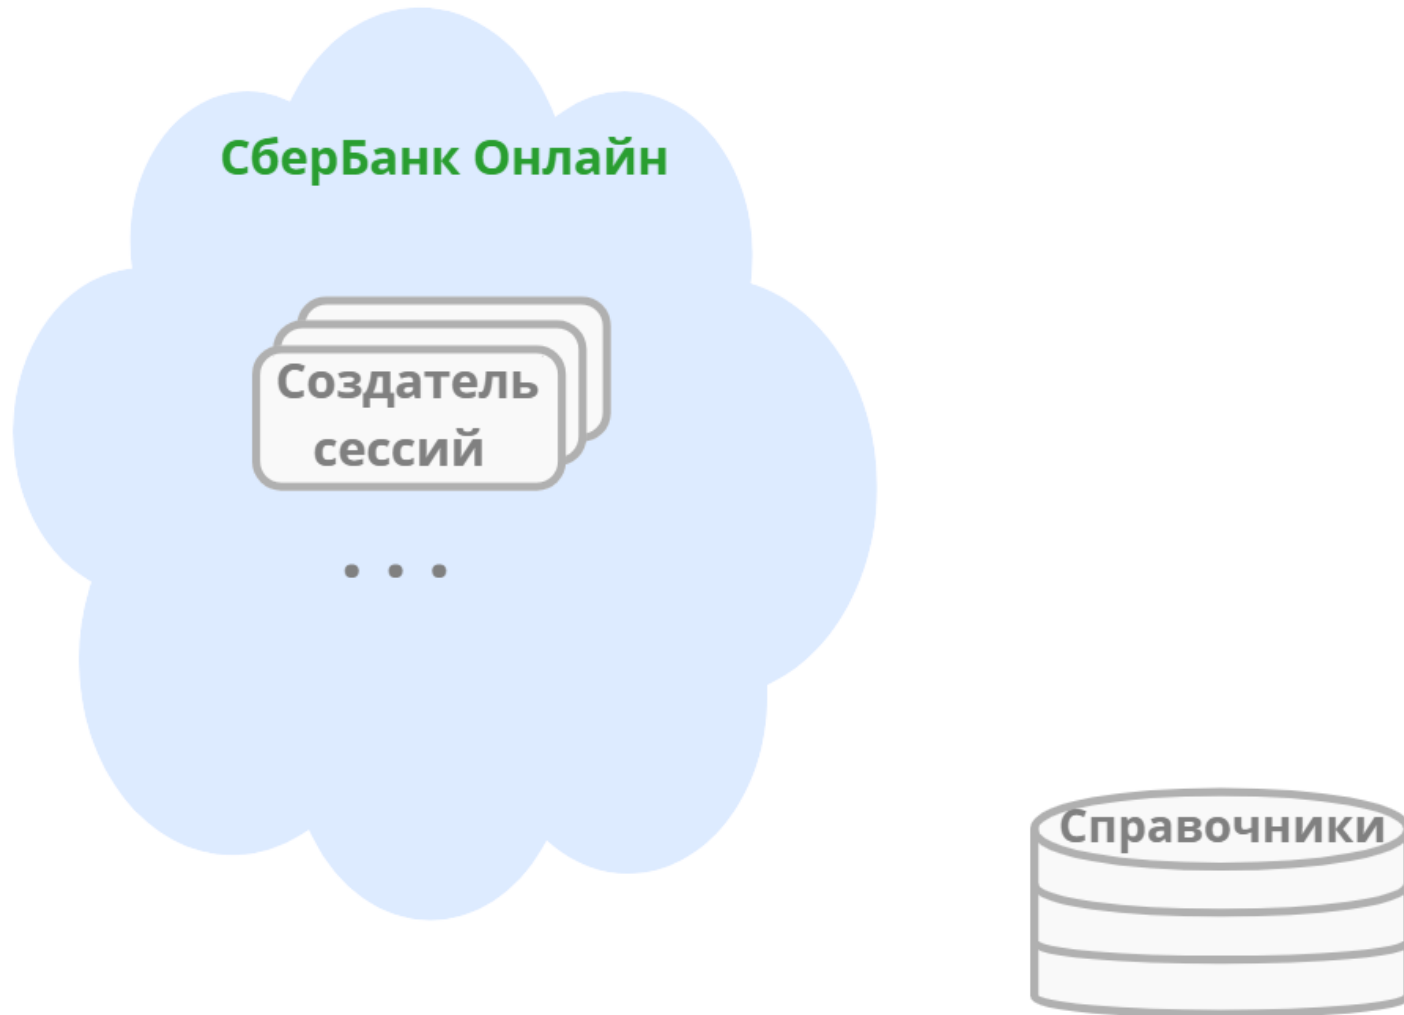 СберБанк Онлайн
Создатель
сессий
. . .
Справочники